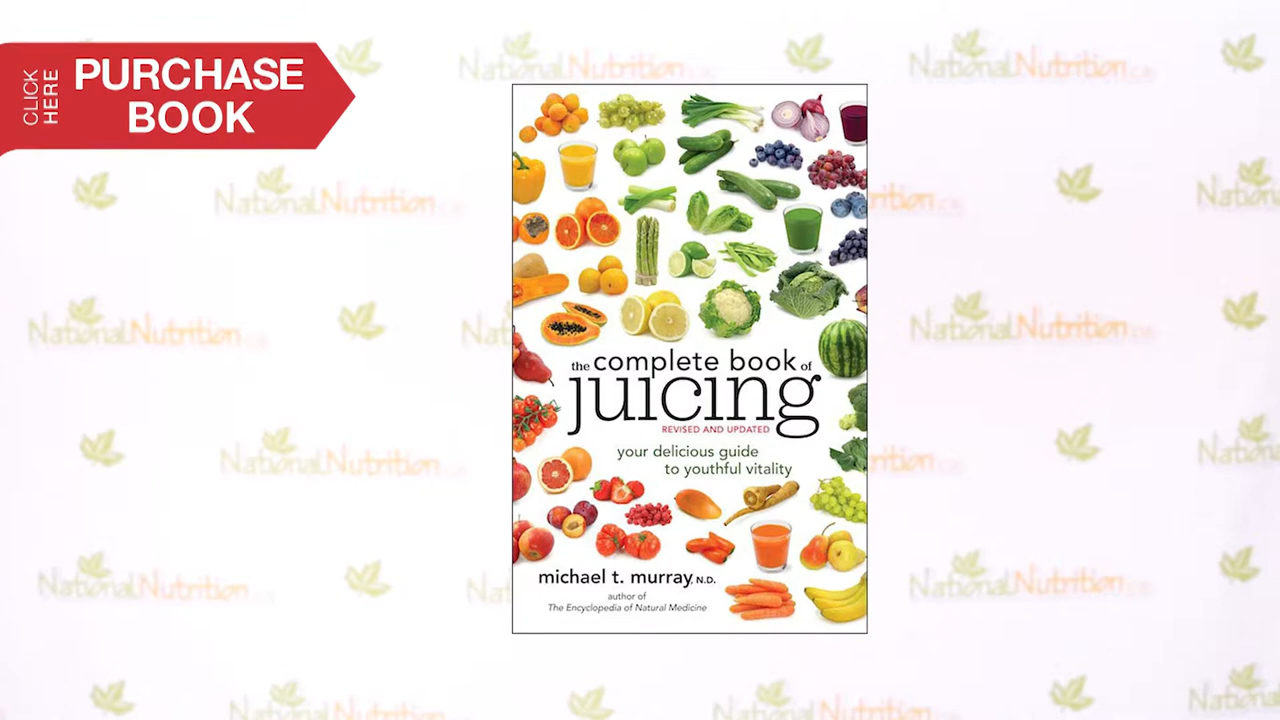 CLICK HERE
PURCHASE
BOOK
NationalNutrition.ca
the complete book of
juicing
REVISED AND UPDATED
your delicious guide
to youthful vitality
michael t. murray, N.D.
author of
The Encyclopedia of Natural Medicine